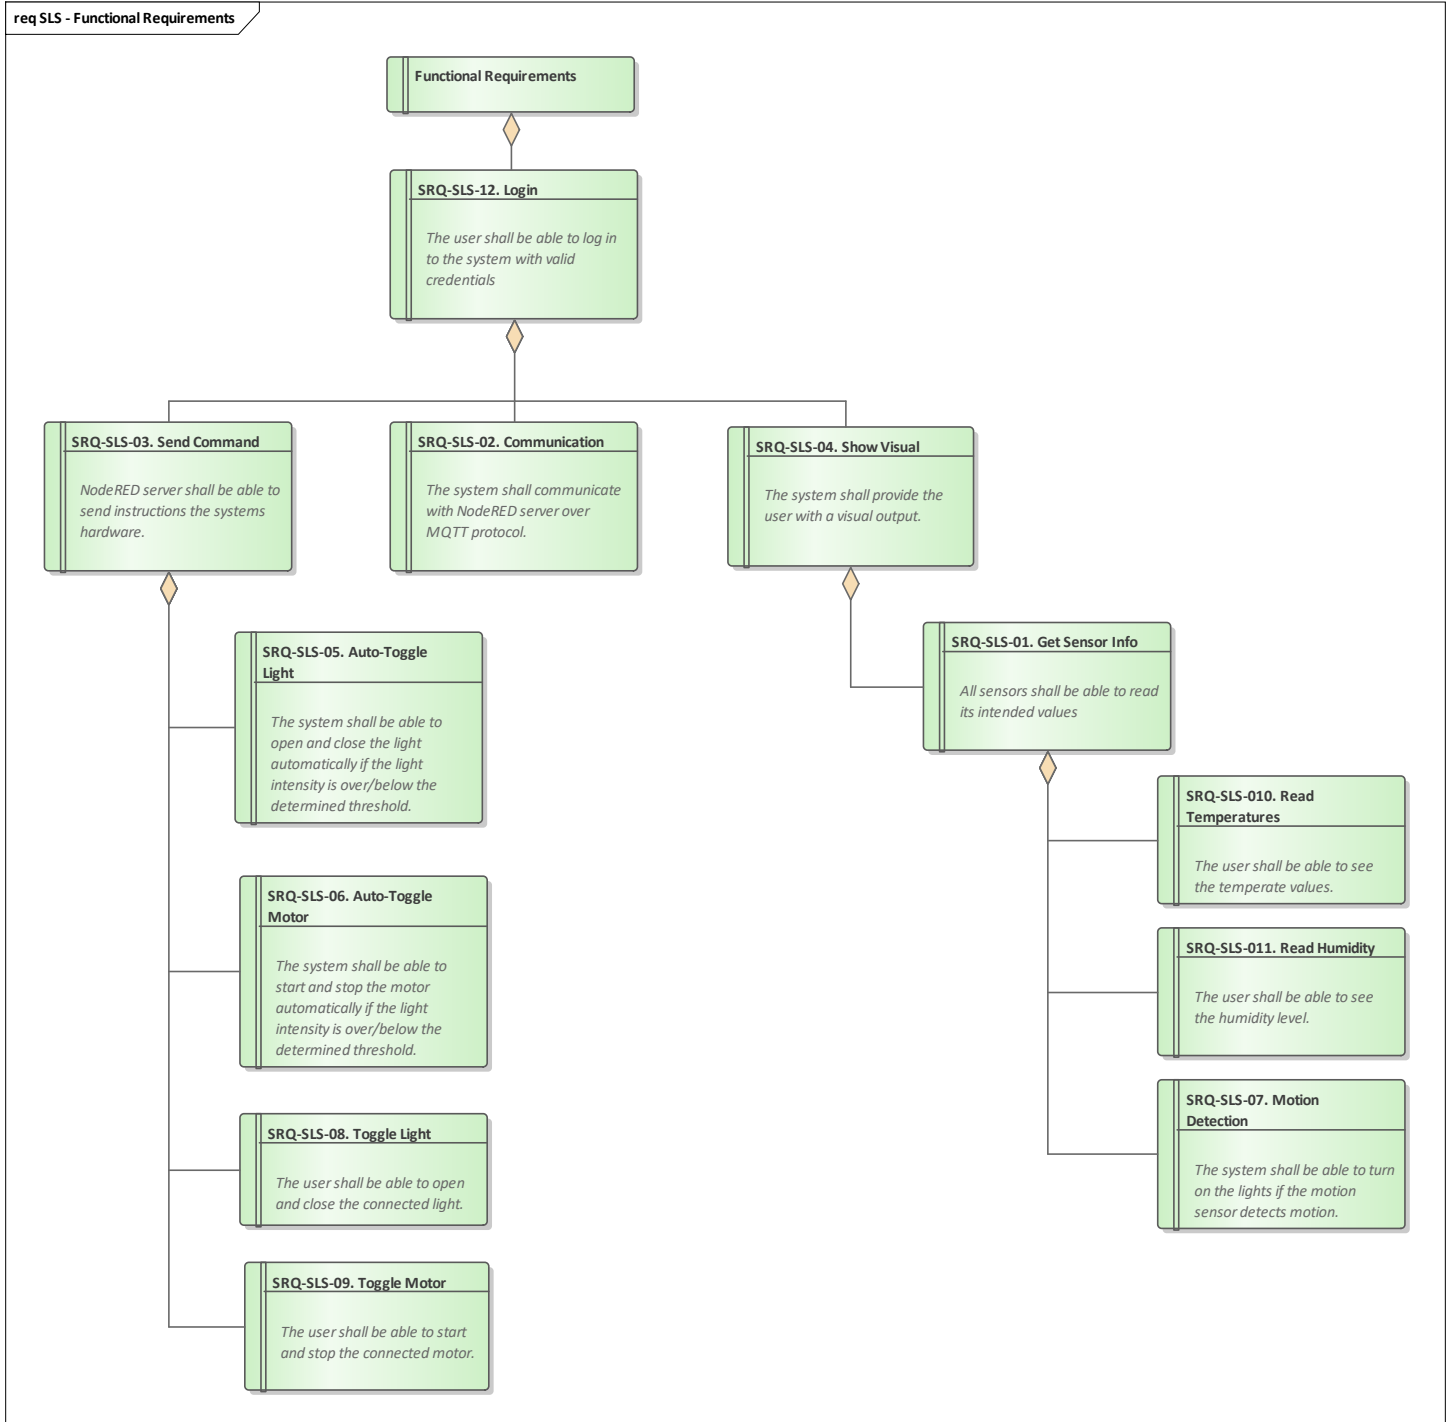 req SLS - Functional Requirements
Functional Requirements
SRQ-SLS-12. Login
The user shall be able to log in
to the system with valid
credentials
SRQ-SLS-03. Send Command
NodeRED server shall be able to
send instructions the systems
hardware.
SRQ-SLS-02. Communication
The system shall communicate
with NodeRED server over
MQTT protocol.
SRQ-SLS-04. Show Visual
The system shall provide the
user with a visual output.
SRQ-SLS-05. Auto-Toggle
Light
The system shall be able to
open and close the light
automatically if the light
intensity is over/below the
determined threshold.
SRQ-SLS-06. Auto-Toggle
Motor
The system shall be able to
start and stop the motor
automatically if the light
intensity is over/below the
determined threshold.
SRQ-SLS-08. Toggle Light
The user shall be able to open
and close the connected light.
SRQ-SLS-09. Toggle Motor
The user shall be able to start
and stop the connected motor.
SRQ-SLS-01. Get Sensor Info
All sensors shall be able to read
its intended values
SRQ-SLS-010. Read
Temperatures
The user shall be able to see
the temperate values.
SRQ-SLS-011. Read Humidity
The user shall be able to see
the humidity level.
SRQ-SLS-07. Motion
Detection
The system shall be able to turn
on the lights if the motion
sensor detects motion.